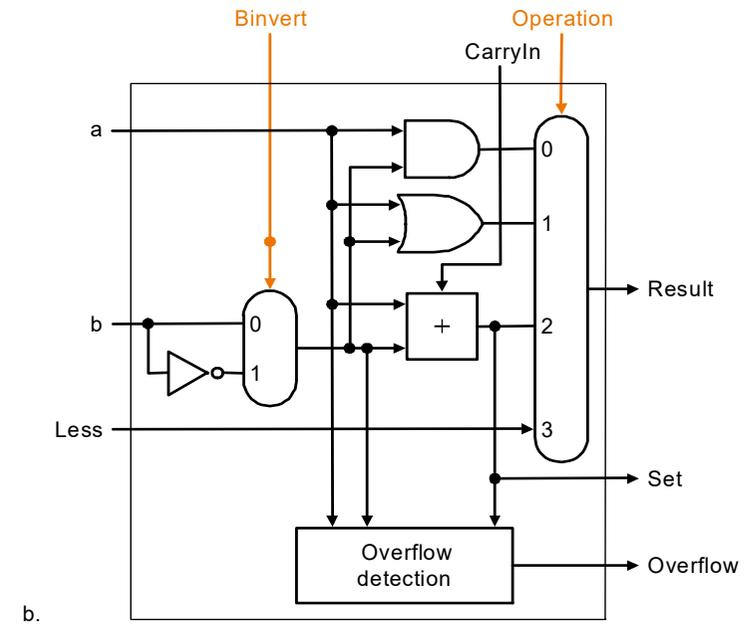 Binvert
Operation
CarryIn
a
0
1
Result
b
0
+
2
1
Less
3
Set
Overflow
detection
Overflow
b.